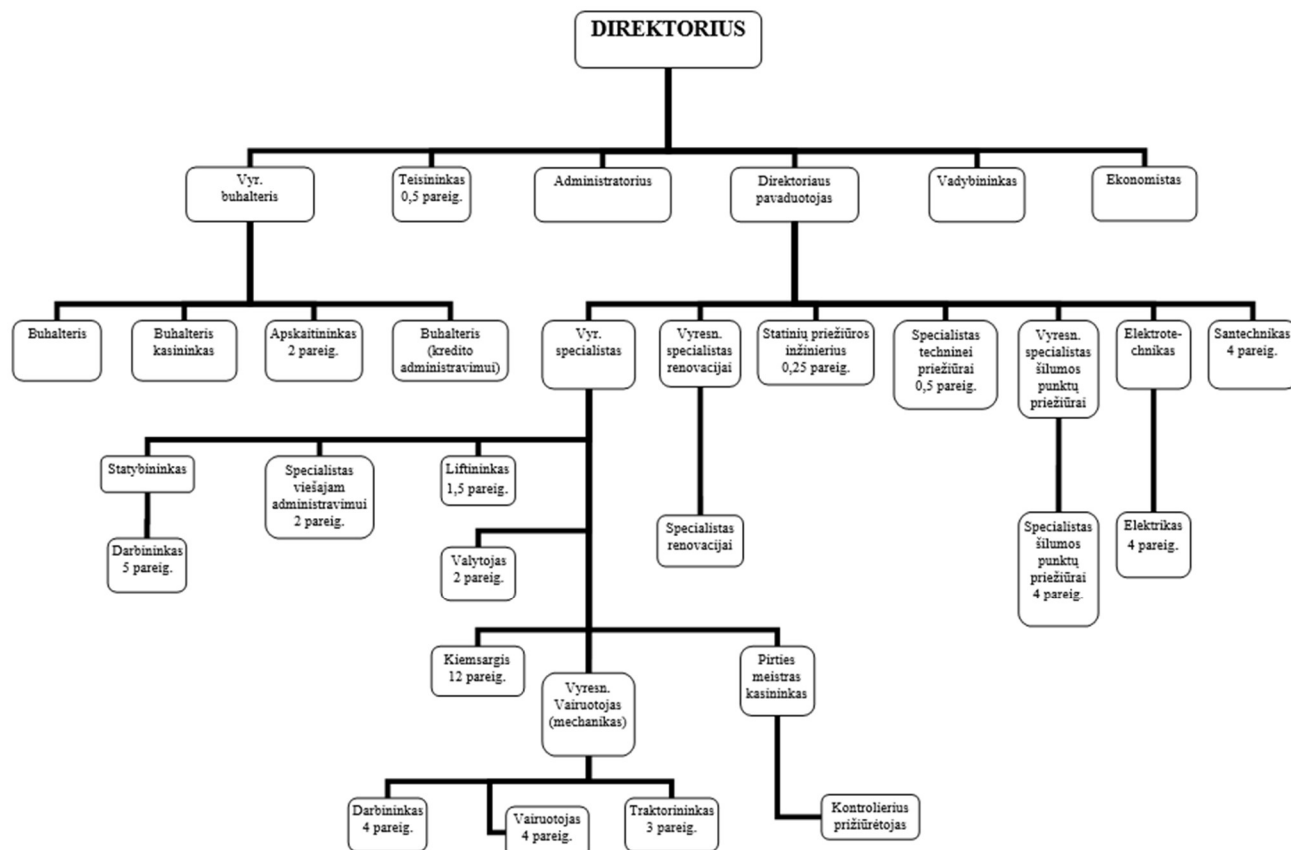 DIREKTORIUS
Vyr.
buhalteris
Teisininkas
0,5 pareig.
Administratorius
Direktoriaus
pavaduotojas
Vadybininkas
Ekonomistas
Buhalteris
Buhalteris
kasininkas
Apskaitininkas
2 pareig.
Buhalteris
(kredito
administravimui)
Vyr.
specialistas
Vyresn.
specialistas
renovacijai
Statinių priežiūros
inžinierius
0,25 pareig.
Specialistas
techninei
priežiūrai
0,5 pareig.
Vyresn.
specialistas
šilumos
punktų
priežiūrai
Elektrote-
chnikas
Santechnikas
4 pareig.
Statybininkas
Specialistas
viešajam
administravimui
2 pareig.
Liftininkas
1,5 pareig.
Darbininkas
5 pareig.
Valytojas
2 pareig.
Specialistas
renovacijai
Specialistas
šilumos
punktų
priežiūrai
4 pareig.
Elektrikas
4 pareig.
Kiemsargis
12 pareig.
Vyresn.
Vairuotojas
(mechanikas)
Pirties
meistras
kasininkas
Darbininkas
4 pareig.
Vairuotojas
4 pareig.
Traktorininkas
3 pareig.
Kontrolierius
prižiūrėtojas